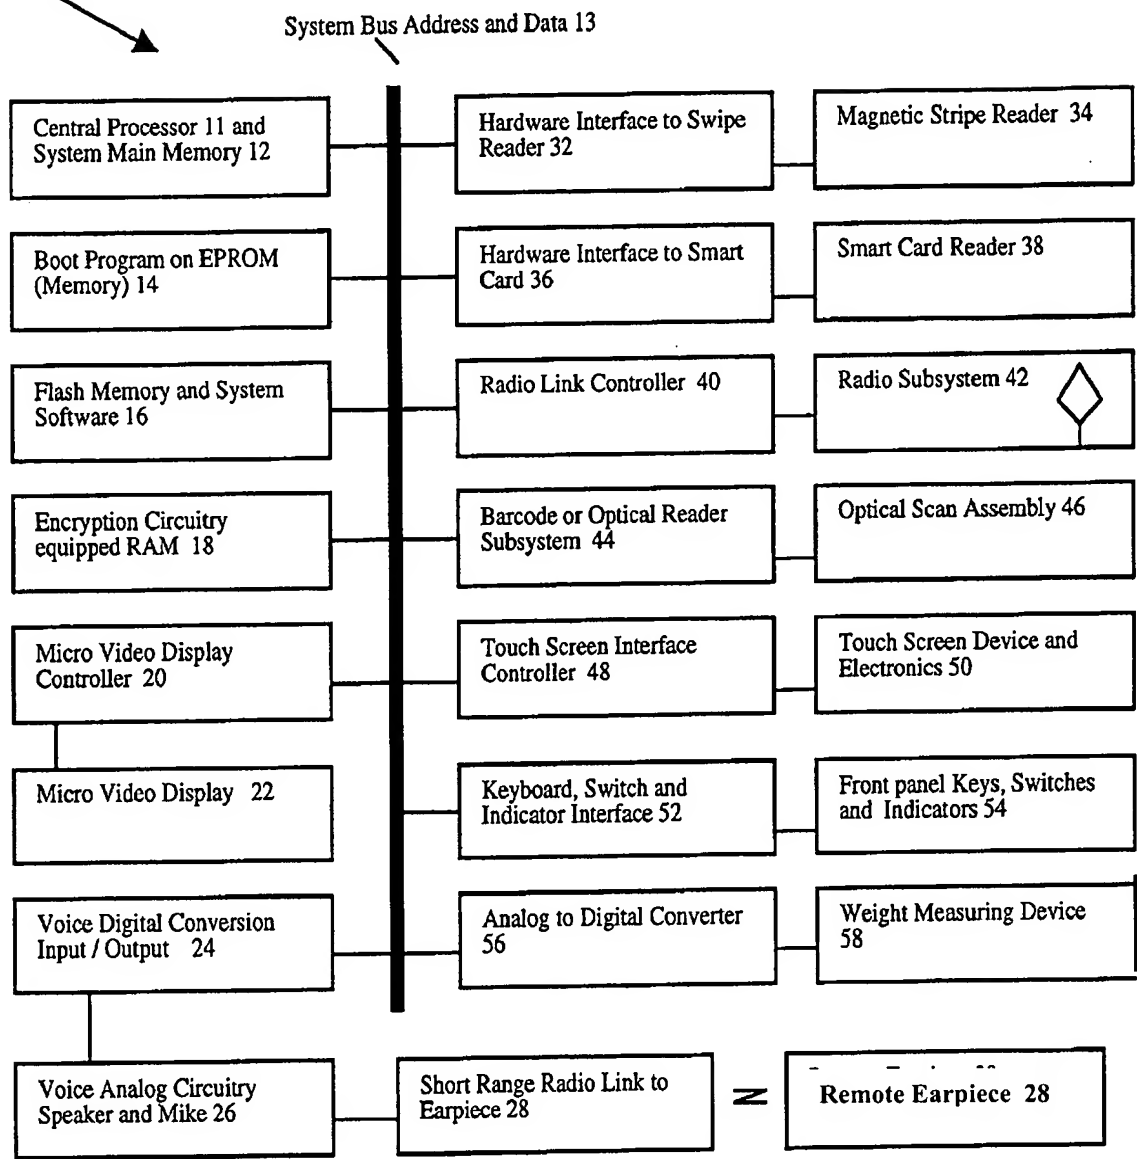 System Bus Address and Data 13
Central Processor 11 and
System Main Memory 12
Hardware Interface to Swipe
Reader 32
Magnetic Stripe Reader 34
Boot Program on EPROM
(Memory) 14
Hardware Interface to Smart
Card 36
Smart Card Reader 38
Flash Memory and System
Software 16
Radio Link Controller 40
Radio Subsystem 42
Encryption Circuitry
equipped RAM 18
Barcode or Optical Reader
Subsystem 44
Optical Scan Assembly 46
Micro Video Display
Controller 20
Touch Screen Interface
Controller 48
Touch Screen Device and
Electronics 50
Micro Video Display 22
Keyboard, Switch and
Indicator Interface 52
Front panel Keys, Switches
and Indicators 54
Voice Digital Conversion
Input / Output 24
Analog to Digital Converter
56
Weight Measuring Device
58
Voice Analog Circuitry
Speaker and Mike 26
Short Range Radio Link to
Earpiece 28
Remote Earpiece 28